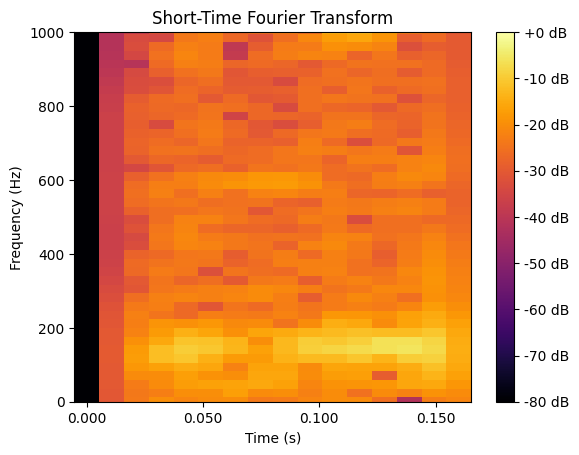 Short-Time Fourier Transform
1000
800
600
400
200
0
Frequency (Hz)
0.000
0.050
0.100
0.150
Time (s)
+0 dB
-10 dB
-20 dB
-30 dB
-40 dB
-50 dB
-60 dB
-70 dB
-80 dB